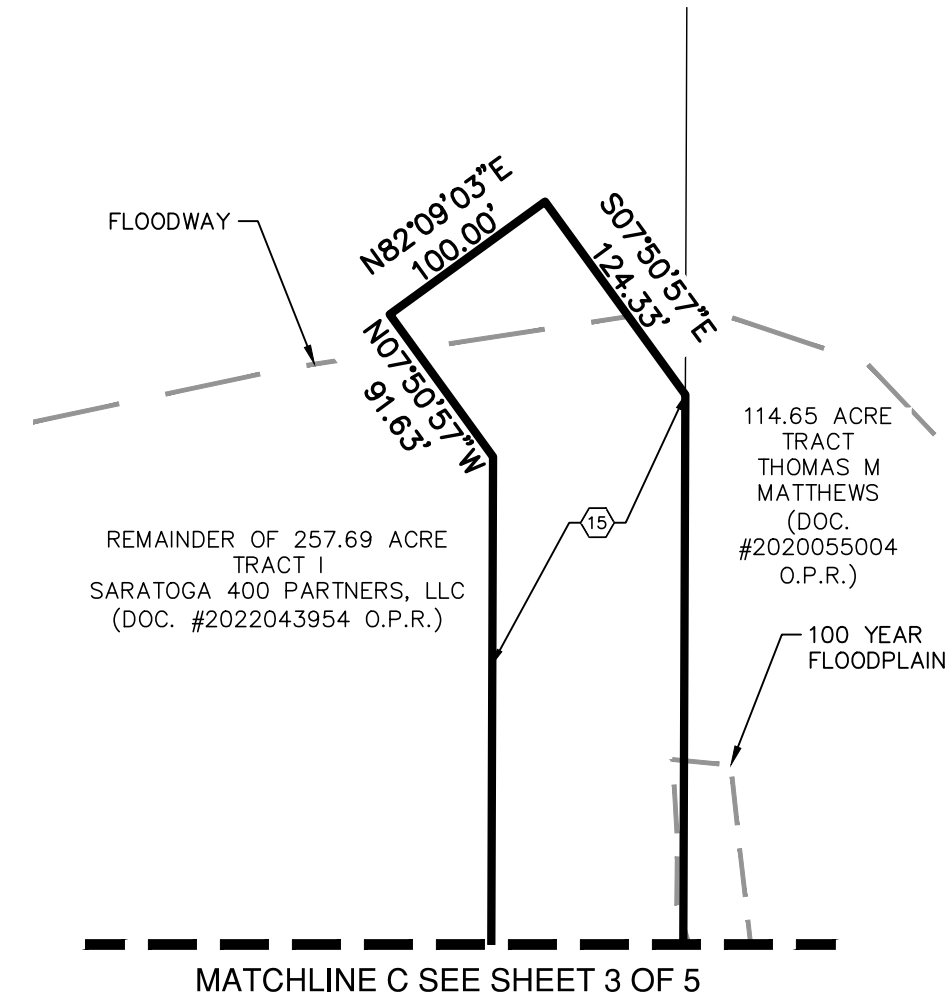 FLOODWAY
N82°09'03"E
100.00'
S07°50'57"E
124.33'
N07°50'57"W
91.63'
114.65 ACRE
TRACT
THOMAS M
MATTHEWS
(DOC.
#2020055004
O.P.R.)
15
REMAINDER OF 257.69 ACRE
TRACT I
SARATOGA 400 PARTNERS, LLC
(DOC. #2022043954 O.P.R.)
100 YEAR
FLOODPLAIN
MATCHLINE C SEE SHEET 3 OF 5